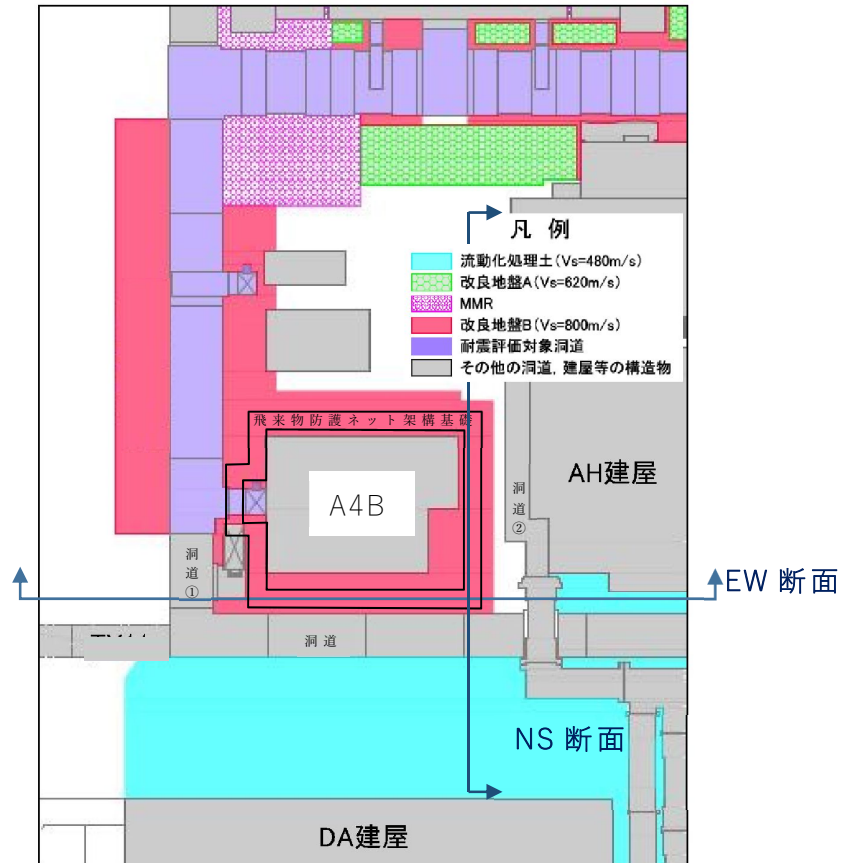 凡 例
流動化処理土(Vs=480m/s)
改良地盤A(Vs=620m/s)
MMR
改良地盤B(Vs=800m/s)
耐震評価対象洞道
その他の洞道, 建屋等の構造物
飛来物防護ネット架構基礎
A4B
AH建屋
洞道②
洞道①
EW 断面
洞道
NS 断面
DA建屋